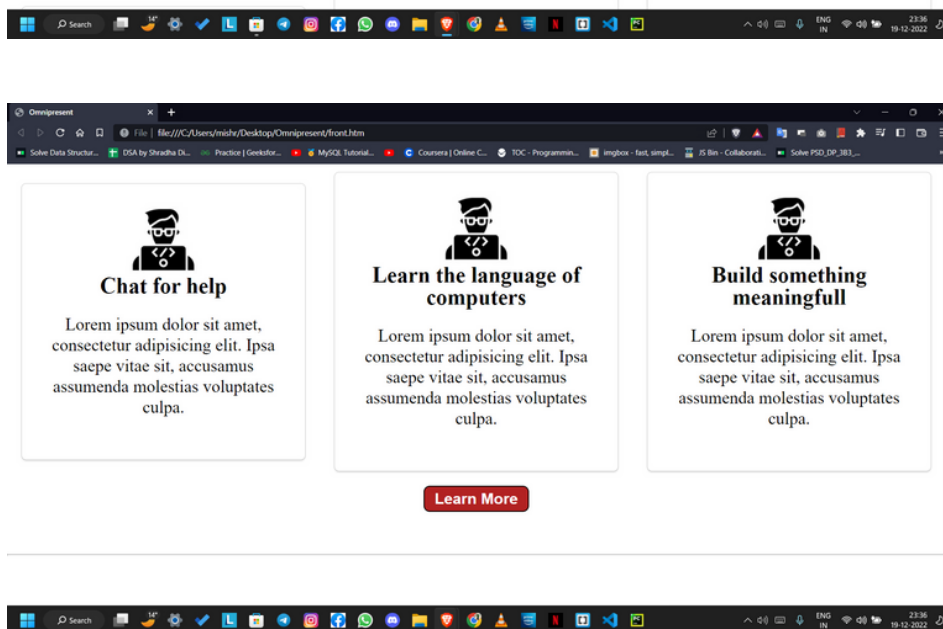 Search
14°
ENG
IN
23:36
19-12-2022
Omnipresent
File file:///C:/Users/mishr/Desktop/Omnipresent/front.htm
Solve Data Structur... DSA by Shradha Di... Practice | Geeksfor... MySQL Tutorial... Coursera | Online C... TOC - Programmin... imgbox - fast, simpl... JS Bin - Collaborati... Solve PSD_DP_3B3_...
Chat for help
Lorem ipsum dolor sit amet,
consectetur adipisicing elit. Ipsa
saepe vitae sit, accusamus
assumenda molestias voluptates
culpa.
Learn the language of
computers
Lorem ipsum dolor sit amet,
consectetur adipisicing elit. Ipsa
saepe vitae sit, accusamus
assumenda molestias voluptates
culpa.
Build something
meaningfull
Lorem ipsum dolor sit amet,
consectetur adipisicing elit. Ipsa
saepe vitae sit, accusamus
assumenda molestias voluptates
culpa.
Learn More
Search
14°
ENG
IN
23:36
19-12-2022